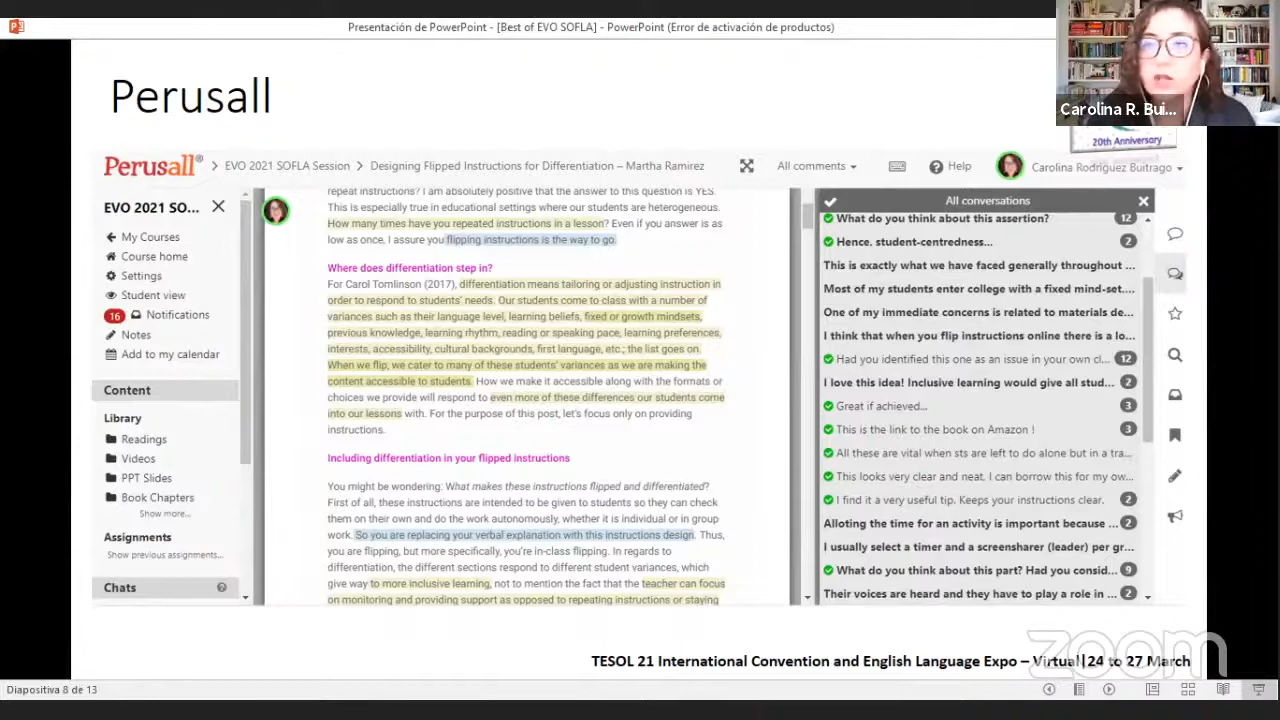 Presentación de PowerPoint - [Best of EVO SOFLA] - PowerPoint (Error de activación de productos)
Carolina R. Bui...
20th Anniversary
Perusall
Perusall® > EVO 2021 SOFLA Session > Designing Flipped Instructions for Differentiation – Martha Ramirez
All comments
Help
Carolina Rodríguez Buitrago
EVO 2021 SO...
My Courses
Course home
Settings
Student view
16 Notifications
Notes
Add to my calendar
Content
Library
Readings
Videos
PPT Slides
Book Chapters
Show more...
Assignments
Show previous assignments...
Chats
repeat instructions? I am absolutely positive that the answer to this question is YES.
This is especially true in educational settings where our students are heterogeneous.
How many times have you repeated instructions in a lesson? Even if you answer is as
low as once, I assure you flipping instructions is the way to go.
Where does differentiation step in?
For Carol Tomlinson (2017), differentiation means tailoring or adjusting instruction in
order to respond to students' needs. Our students come to class with a number of
variances such as their language level, learning beliefs, fixed or growth mindsets,
previous knowledge, learning rhythm, reading or speaking pace, learning preferences,
interests, accessibility, cultural backgrounds, first language, etc.; the list goes on.
When we flip, we cater to many of these students' variances as we are making the
content accessible to students. How we make it accessible along with the formats or
choices we provide will respond to even more of these differences our students come
into our lessons with. For the purpose of this post, let's focus only on providing
instructions.
Including differentiation in your flipped instructions
You might be wondering: What makes these instructions flipped and differentiated?
First of all, these instructions are intended to be given to students so they can check
them on their own and do the work autonomously, whether it is individual or in group
work. So you are replacing your verbal explanation with this instructions design. Thus,
you are flipping, but more specifically, you're in-class flipping. In regards to
differentiation, the different sections respond to different student variances, which
give way to more inclusive learning, not to mention the fact that the teacher can focus
on monitoring and providing support as opposed to repeating instructions or staying
All conversations
What do you think about this assertion? 12
Hence. student-centredness... 2
This is exactly what we have faced generally throughout ...
Most of my students enter college with a fixed mind-set....
One of my immediate concerns is related to materials de...
I think that when you flip instructions online there is a lo...
Had you identified this one as an issue in your own cl... 12
I love this idea! Inclusive learning would give all stud... 2
Great if achieved... 3
This is the link to the book on Amazon ! 3
All these are vital when sts are left to do alone but in a tra...
This looks very clear and neat. I can borrow this for my ow...
I find it a very useful tip. Keeps your instructions clear. 2
Alloting the time for an activity is important because ... 2
I usually select a timer and a screensharer (leader) per gr...
What do you think about this part? Had you consid... 9
Their voices are heard and they have to play a role in ... 2
zoom
TESOL 21 International Convention and English Language Expo – Virtual|24 to 27 March
Diapositiva 8 de 13